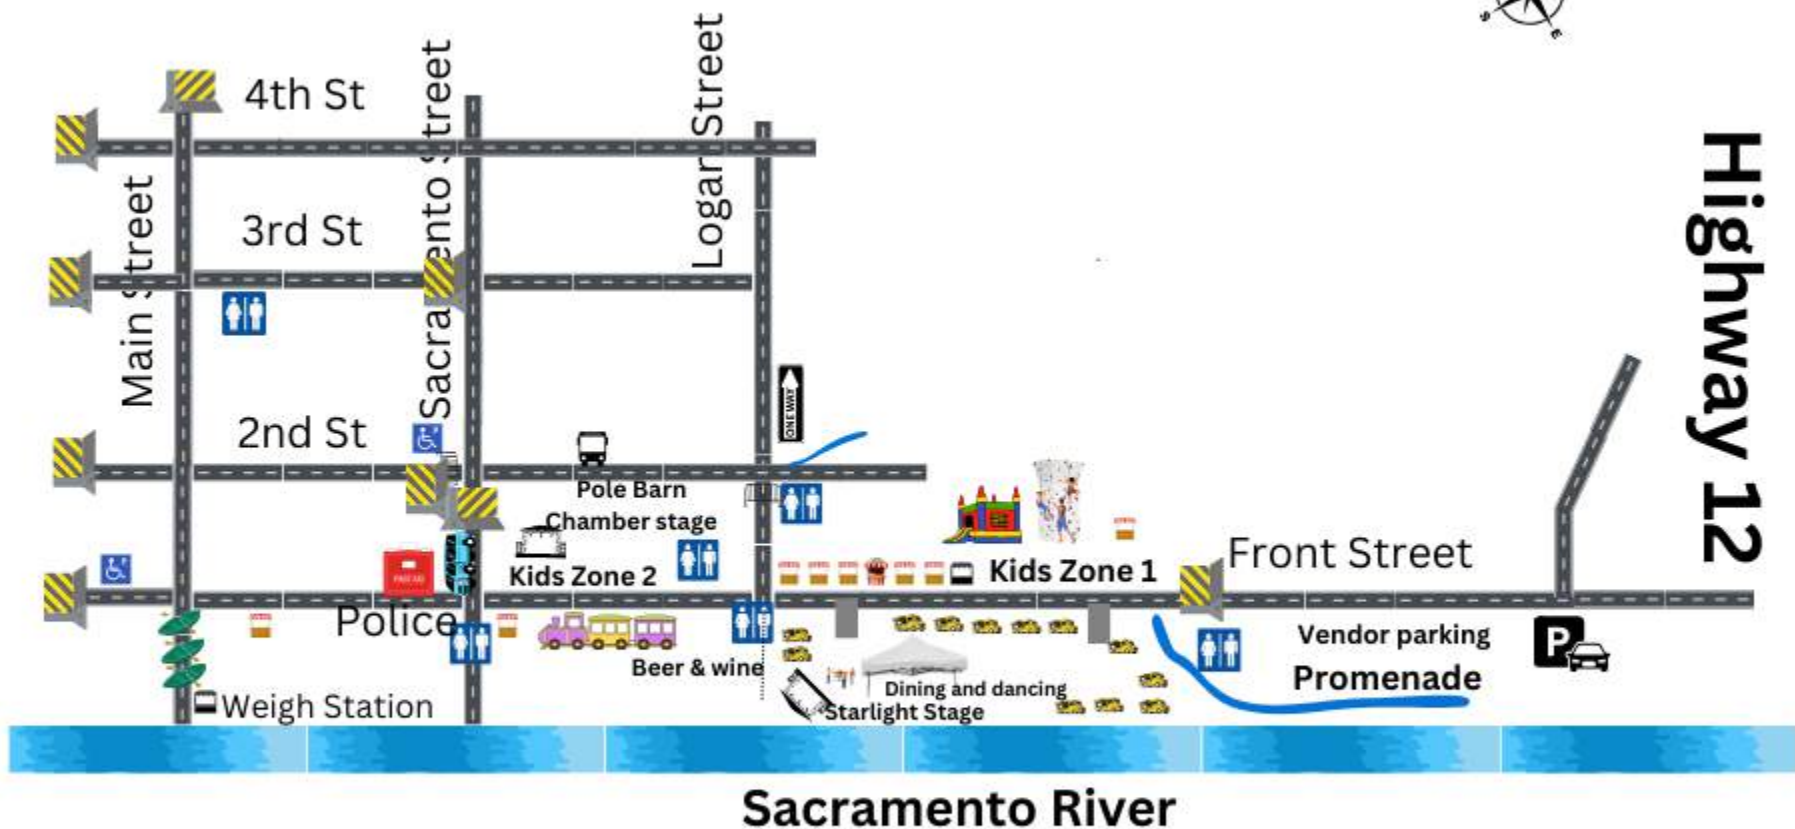 S
E
4th St
Sacramento Street
Logan Street
Highway 12
Main Street
3rd St
ONE WAY
2nd St
Pole Barn
Chamber stage
FIRST AID
Kids Zone 2
Kids Zone 1
Front Street
Police
Vendor parking
P
Beer & wine
Promenade
Dining and dancing
Weigh Station
Starlight Stage
Sacramento River